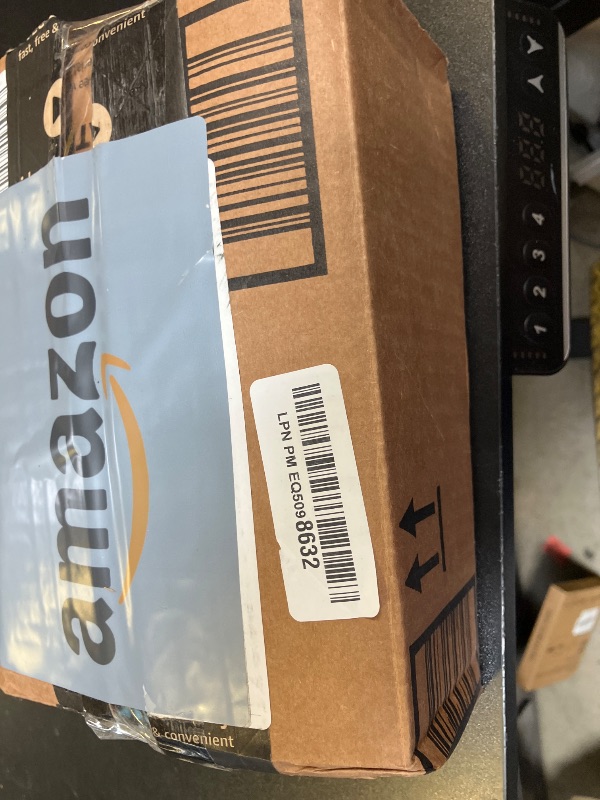 fast, free & convenient
amazon
LPN PM EQ5098632
& convenient
1 2 3 4